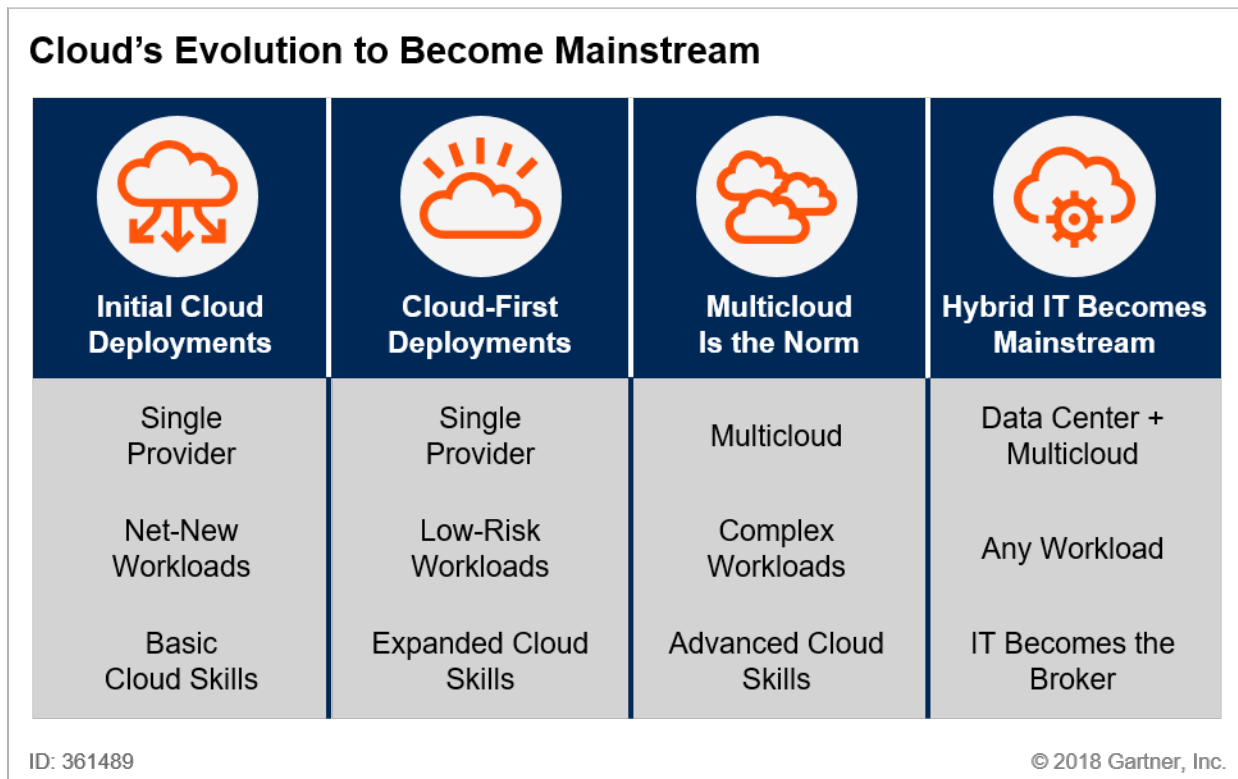 Cloud's Evolution to Become Mainstream
Initial Cloud
Deployments
Cloud-First
Deployments
Multicloud
Is the Norm
Hybrid IT Becomes
Mainstream
Single
Provider
Single
Provider
Multicloud
Data Center +
Multicloud
Net-New
Workloads
Low-Risk
Workloads
Complex
Workloads
Any Workload
Basic
Cloud Skills
Expanded Cloud
Skills
Advanced Cloud
Skills
IT Becomes the
Broker
ID: 361489
© 2018 Gartner, Inc.